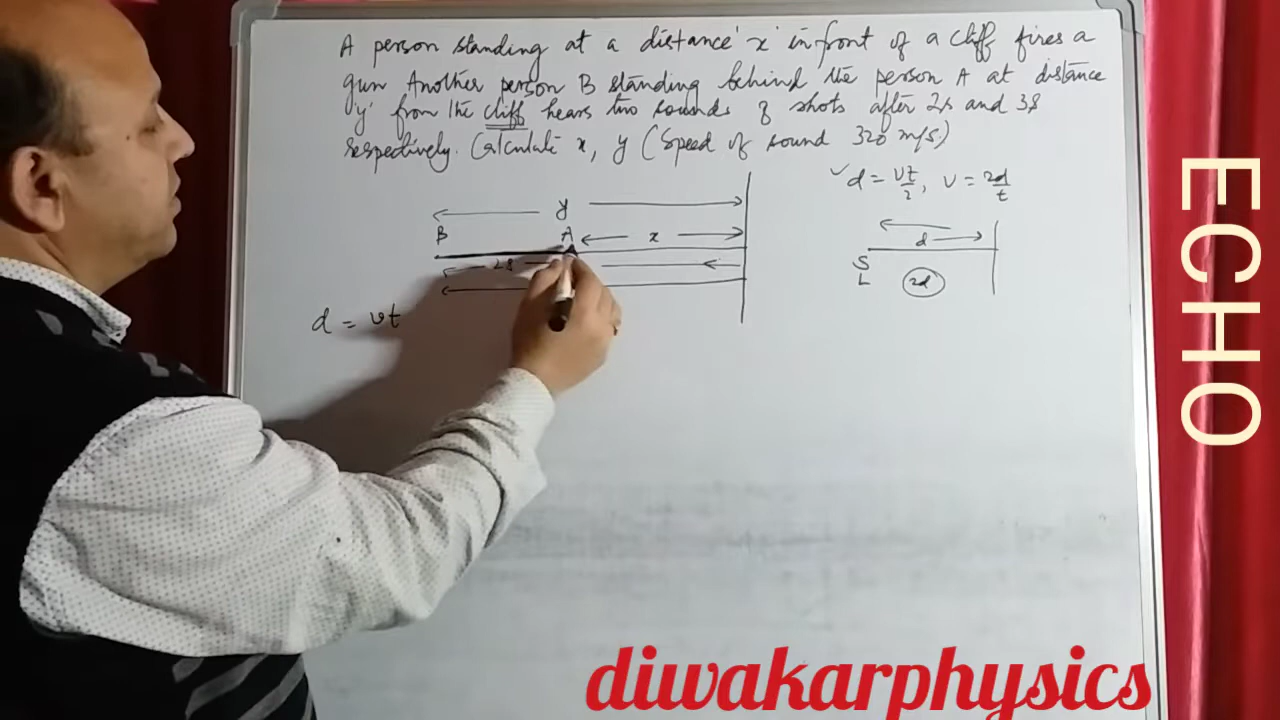 A person standing at a distance 'x' in front of a cliff fires a
gun Another person B standing behind the person A at distance
'y' from the cliff hears two sounds of shots after 2s and 3s
respectively. Calculate x, y (Speed of sound 320 m/s)
✓d = vt/2, v = 2d/t
y
B A x
2s
d
S
L 2d
d = vt
ECHO
diwakarphysics